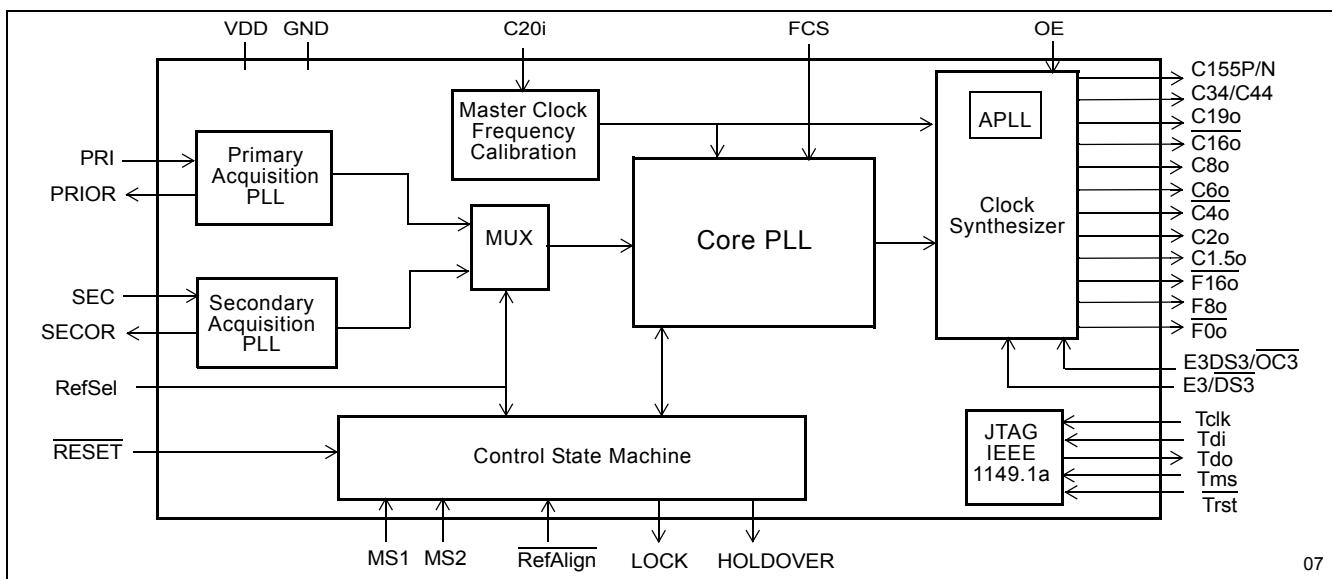 VDD GND C20i FCS OE
C155P/N
C34/C44
C19o
C16o
C8o
C6o
C4o
C2o
C1.5o
F16o
F8o
F0o
E3DS3/OC3
E3/DS3
Master Clock
Frequency
Calibration
APLL
Clock
Synthesizer
PRI
PRIOR
Primary
Acquisition
PLL
MUX
Core PLL
SEC
SECOR
Secondary
Acquisition
PLL
RefSel
RESET
Control State Machine
JTAG
IEEE
1149.1a
Tclk
Tdi
Tdo
Tms
Trst
MS1 MS2 RefAlign LOCK HOLDOVER
07